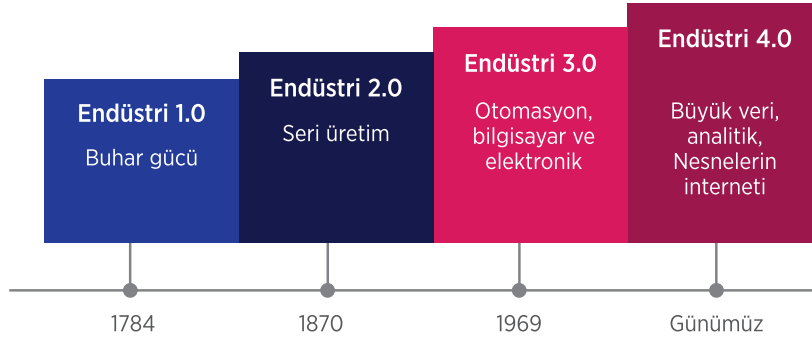 Endüstri 1.0
Buhar gücü
Endüstri 2.0
Seri üretim
Endüstri 3.0
Otomasyon,
bilgisayar ve
elektronik
Endüstri 4.0
Büyük veri,
analitik,
Nesnelerin
interneti
1784
1870
1969
Günümüz